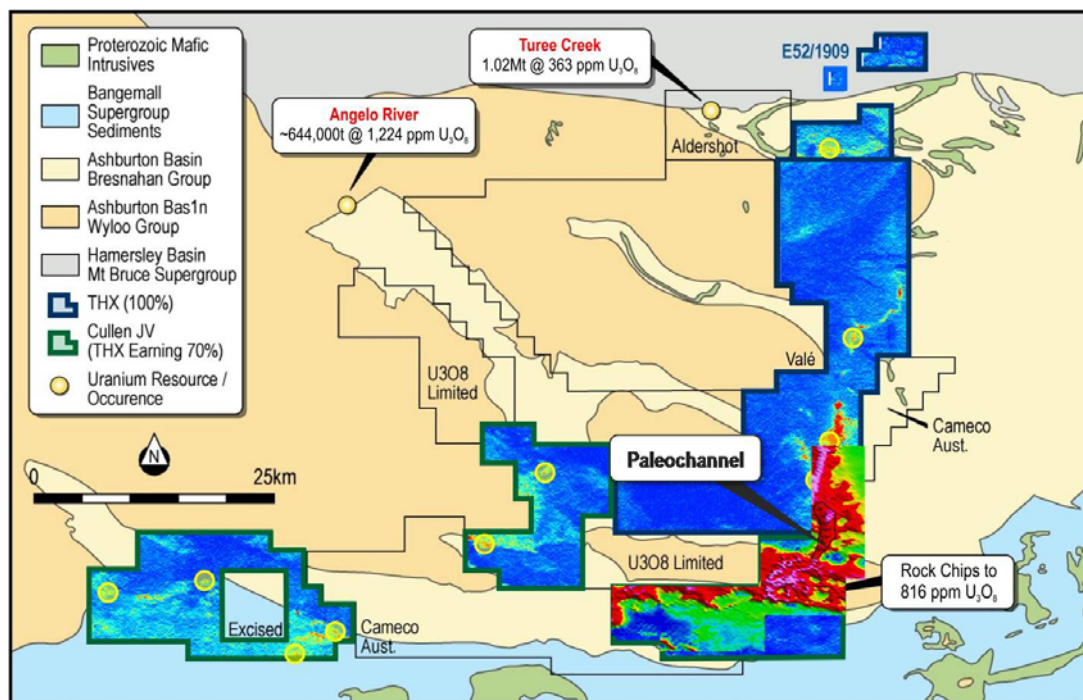 Proterozoic Mafic
Intrusives
Bangemall
Supergroup
Sediments
Ashburton Basin
Bresnahan Group
Ashburton Bas1n
Wyloo Group
Hamersley Basin
Mt Bruce Supergroup
THX (100%)
Cullen JV
(THX Earning 70%)
Uranium Resource /
Occurence
N
0 25km
Turee Creek
1.02Mt @ 363 ppm U₃O₈
Angelo River
~644,000t @ 1,224 ppm U₃O₈
E52/1909
Aldershot
U3O8
Limited
Valé
Cameco
Aust.
Paleochannel
U3O8 Limited
Rock Chips to
816 ppm U₃O₈
Excised
Cameco
Aust.